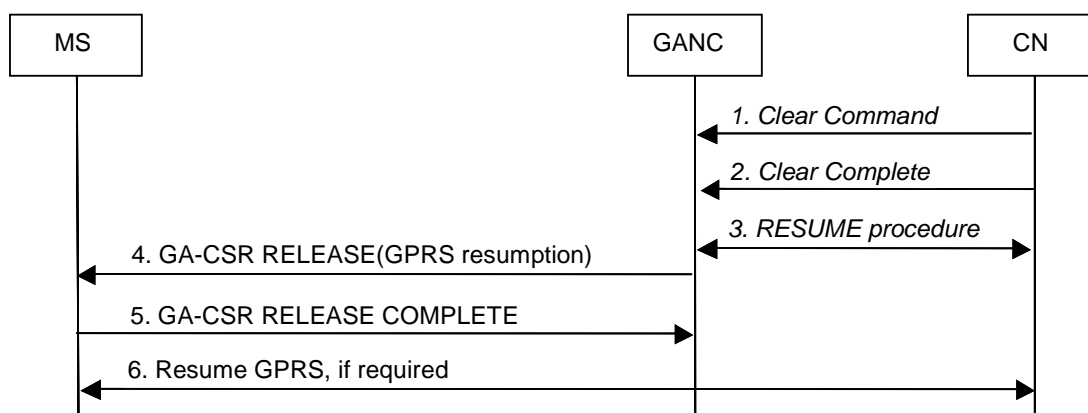 MS
GANC
CN
1. Clear Command
2. Clear Complete
3. RESUME procedure
4. GA-CSR RELEASE(GPRS resumption)
5. GA-CSR RELEASE COMPLETE
6. Resume GPRS, if required